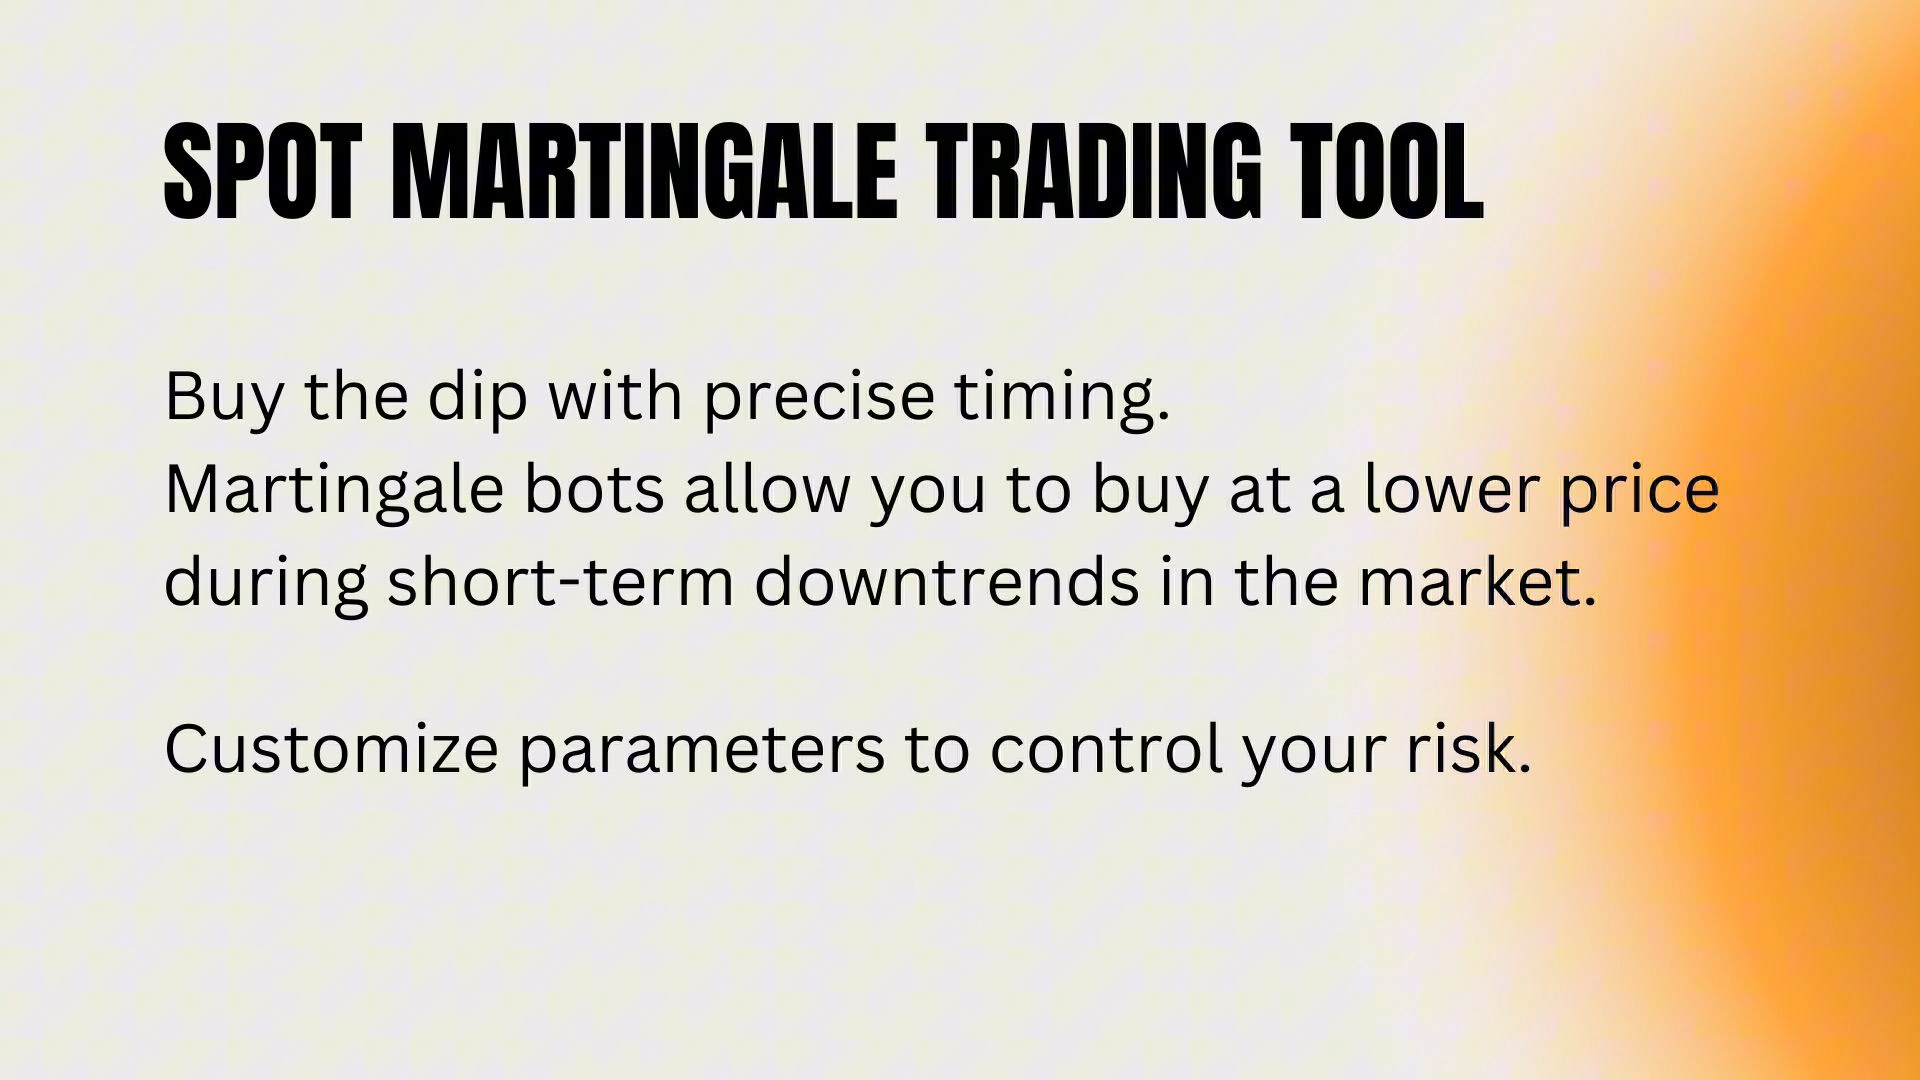 SPOT MARTINGALE TRADING TOOL
Buy the dip with precise timing.
Martingale bots allow you to buy at a lower price
during short-term downtrends in the market.
Customize parameters to control your risk.